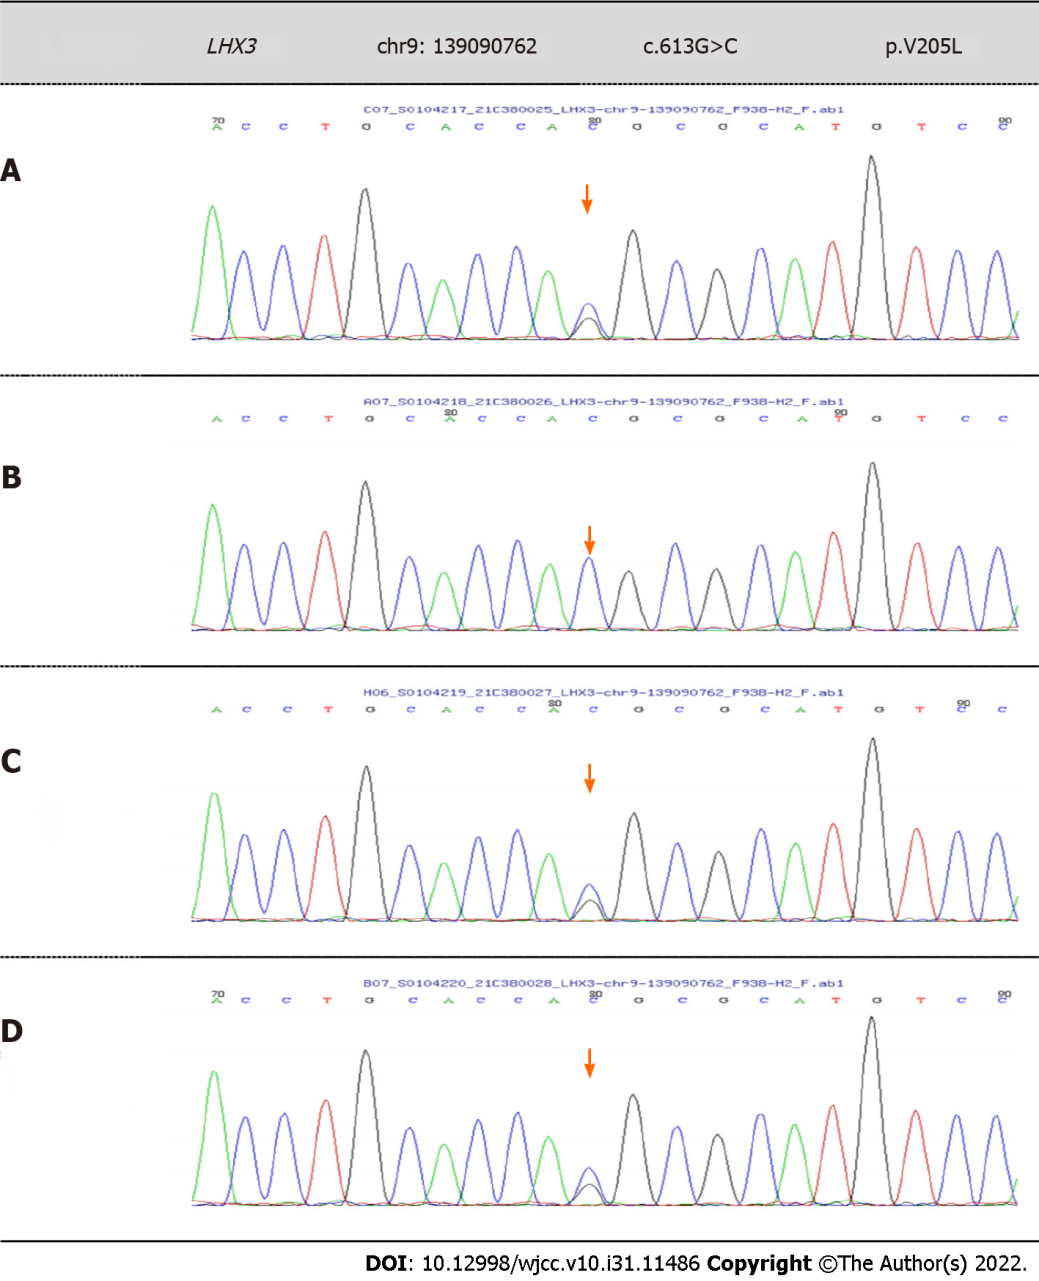 LHX3 chr9: 139090762 c.613G>C p.V205L
C07_S0104217_21C380025_LHX3-chr9-139090762_F938-H2_F.ab1
70 80 90
A C C T G C A C C A C G C G C A T G T C C
A
A07_S0104218_21C380026_LHX3-chr9-139090762_F938-H2_F.ab1
80 90
A C C T G C A C C A C G C G C A T G T C C
B
H06_S0104219_21C380027_LHX3-chr9-139090762_F938-H2_F.ab1
80 90
A C C T G C A C C A C G C G C A T G T C C
C
B07_S0104220_21C380028_LHX3-chr9-139090762_F938-H2_F.ab1
70 80 90
A C C T G C A C C A C G C G C A T G T C C
D
DOI: 10.12998/wjcc.v10.i31.11486 Copyright ©The Author(s) 2022.